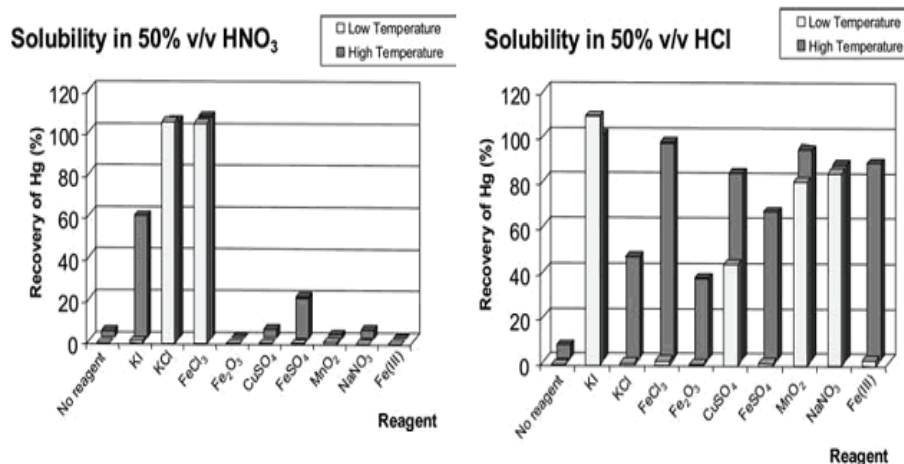 Solubility in 50% v/v HNO₃
Low Temperature
High Temperature
Recovery of Hg (%)
120
100
80
60
40
20
0
No reagent
KI
KCl
FeCl₃
Fe₂O₃
CuSO₄
FeSO₄
MnO₂
NaNO₃
Fe(III)
Reagent
Solubility in 50% v/v HCl
Low Temperature
High Temperature
Recovery of Hg (%)
120
100
80
60
40
20
0
No reagent
KI
KCl
FeCl₃
Fe₂O₃
CuSO₄
FeSO₄
MnO₂
NaNO₃
Fe(III)
Reagent